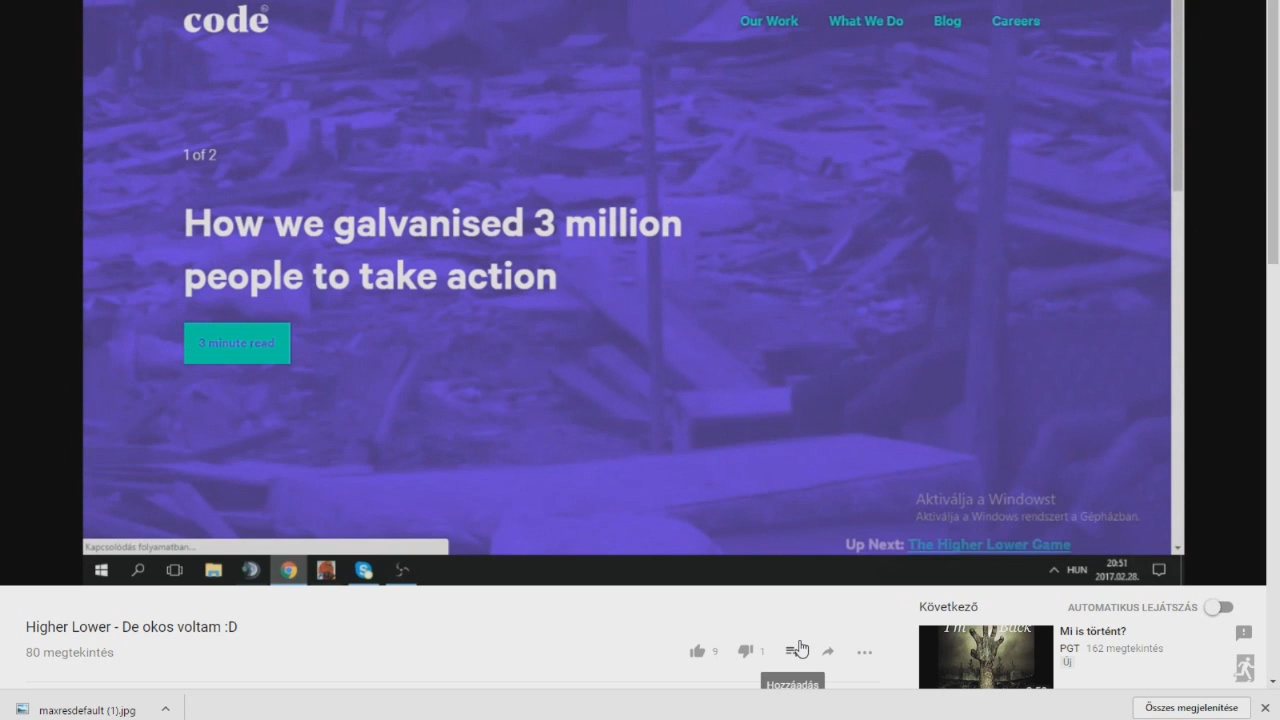 code©
Our Work What We Do Blog Careers
1 of 2
How we galvanised 3 million
people to take action
3 minute read
Aktiválja a Windowst
Aktiválja a Windows rendszert a Gépházban.
Up Next: The Higher Lower Game
Kapcsolódás folyamatban...
HUN
20:51
2017.02.28.
Higher Lower - De okos voltam :D
80 megtekintés
9
1
Hozzáadás
Következő
AUTOMATIKUS LEJÁTSZÁS
I'm Back
Mi is történt?
PGT 162 megtekintés
Új
maxresdefault (1).jpg
Összes megjelenítése